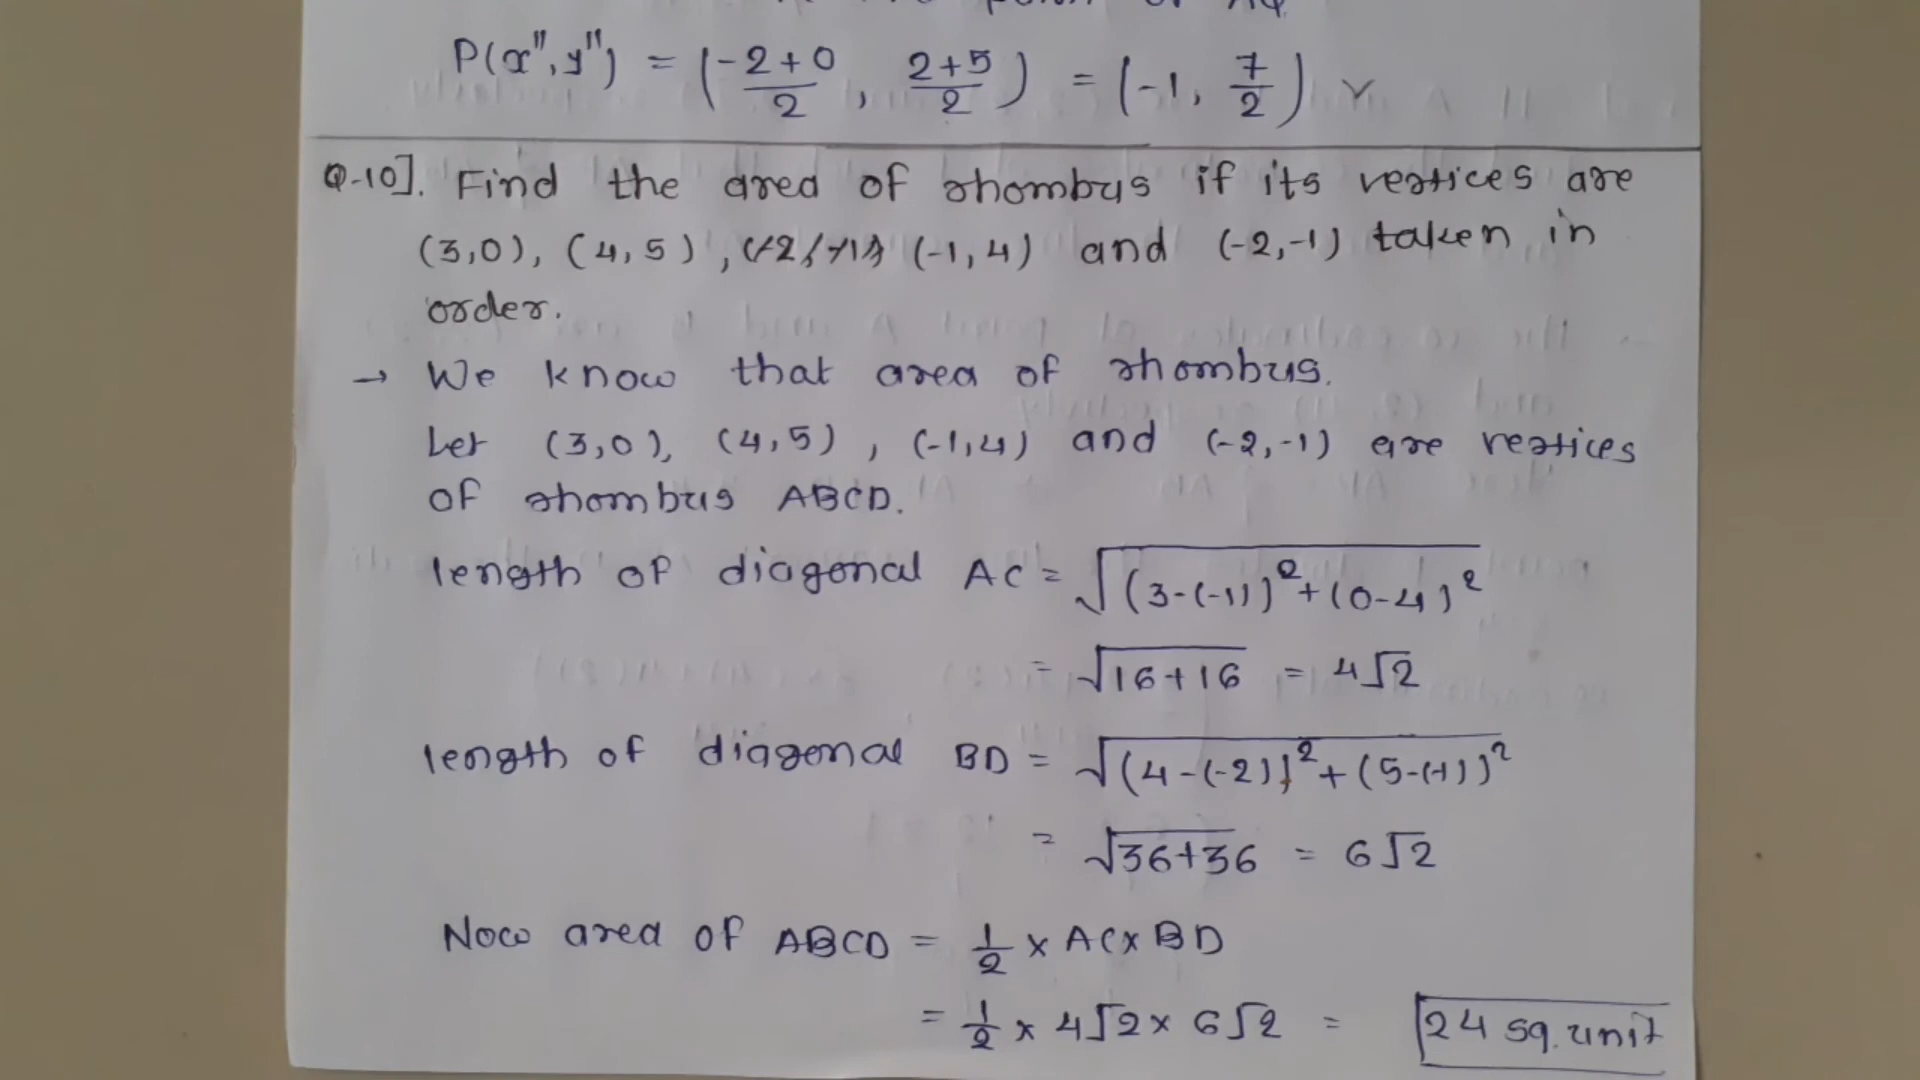 P(x'',y'') = (-2+0/2, 2+5/2) = (-1, 7/2)
Q-10]. Find the area of rhombus if its vertices are
(3,0), (4,5), (-2,-1) (-1,4) and (-2,-1) taken in
order.
→ We know that area of rhombus.
Let (3,0), (4,5), (-1,4) and (-2,-1) are vertices
of rhombus ABCD.
length of diagonal AC = √((3-(-1))²+(0-4)²
= √16+16 = 4√2
length of diagonal BD = √(4-(-2))²+(5-(-1))²
= √36+36 = 6√2
Now area of ABCD = 1/2 × AC × BD
= 1/2 × 4√2 × 6√2 = 24 sq. unit